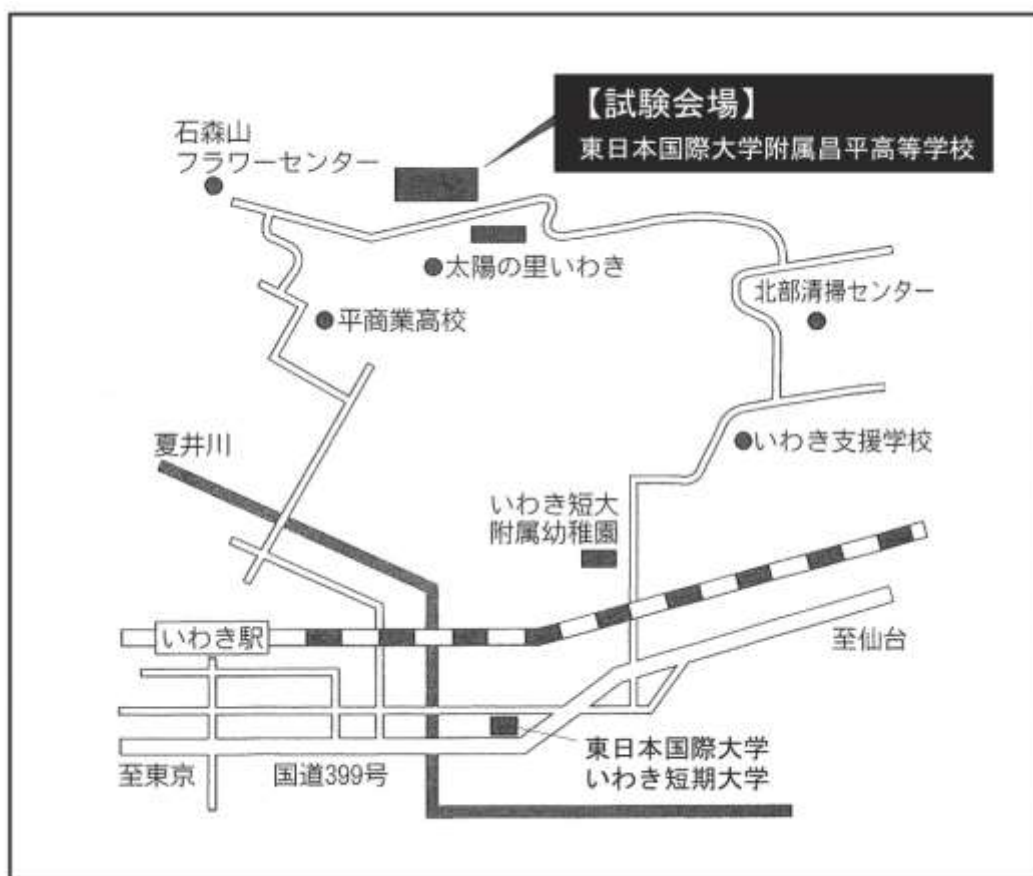 【試験会場】
東日本国際大学附属昌平高等学校
石森山
フラワーセンター
太陽の里いわき
北部清掃センター
平商業高校
夏井川
いわき支援学校
いわき短大
附属幼稚園
いわき駅
至仙台
東日本国際大学
いわき短期大学
至東京
国道399号